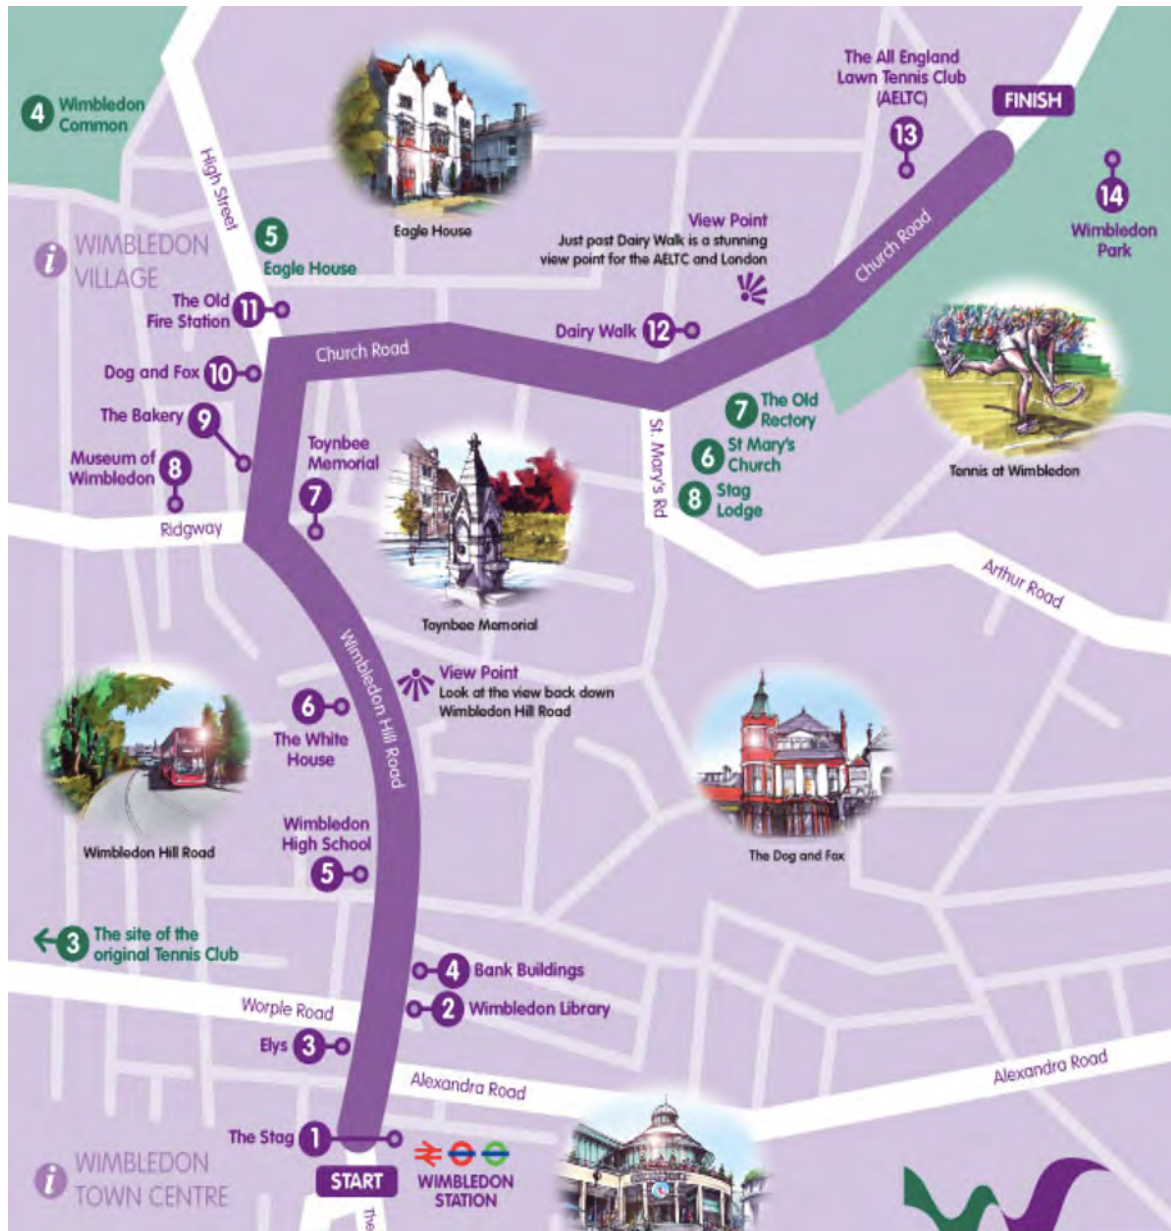 The All England
Lawn Tennis Club
(AELTC)
13
FINISH
4
Wimbledon
Common
High Street
14
Wimbledon
Park
Eagle House
5
Eagle House
View Point
Just past Dairy Walk is a stunning
view point for the AELTC and London
Church Road
i
WIMBLEDON
VILLAGE
The Old
Fire Station
11
Dairy Walk
12
Church Road
Dog and Fox
10
The Bakery
9
7
The Old
Rectory
Toynbee
Memorial
7
Museum of
Wimbledon
8
St. Mary's Rd
6
St Mary's
Church
8
Stag
Lodge
Tennis at Wimbledon
Ridgway
Arthur Road
Toynbee Memorial
Wimbledon Hill Road
View Point
Look at the view back down
Wimbledon Hill Road
6
The White
House
Wimbledon Hill Road
The Dog and Fox
Wimbledon
High School
5
3
The site of the
original Tennis Club
4
Bank Buildings
Worple Road
2
Wimbledon Library
Elys
3
Alexandra Road
Alexandra Road
The Stag
1
i
WIMBLEDON
TOWN CENTRE
START
WIMBLEDON
STATION
The